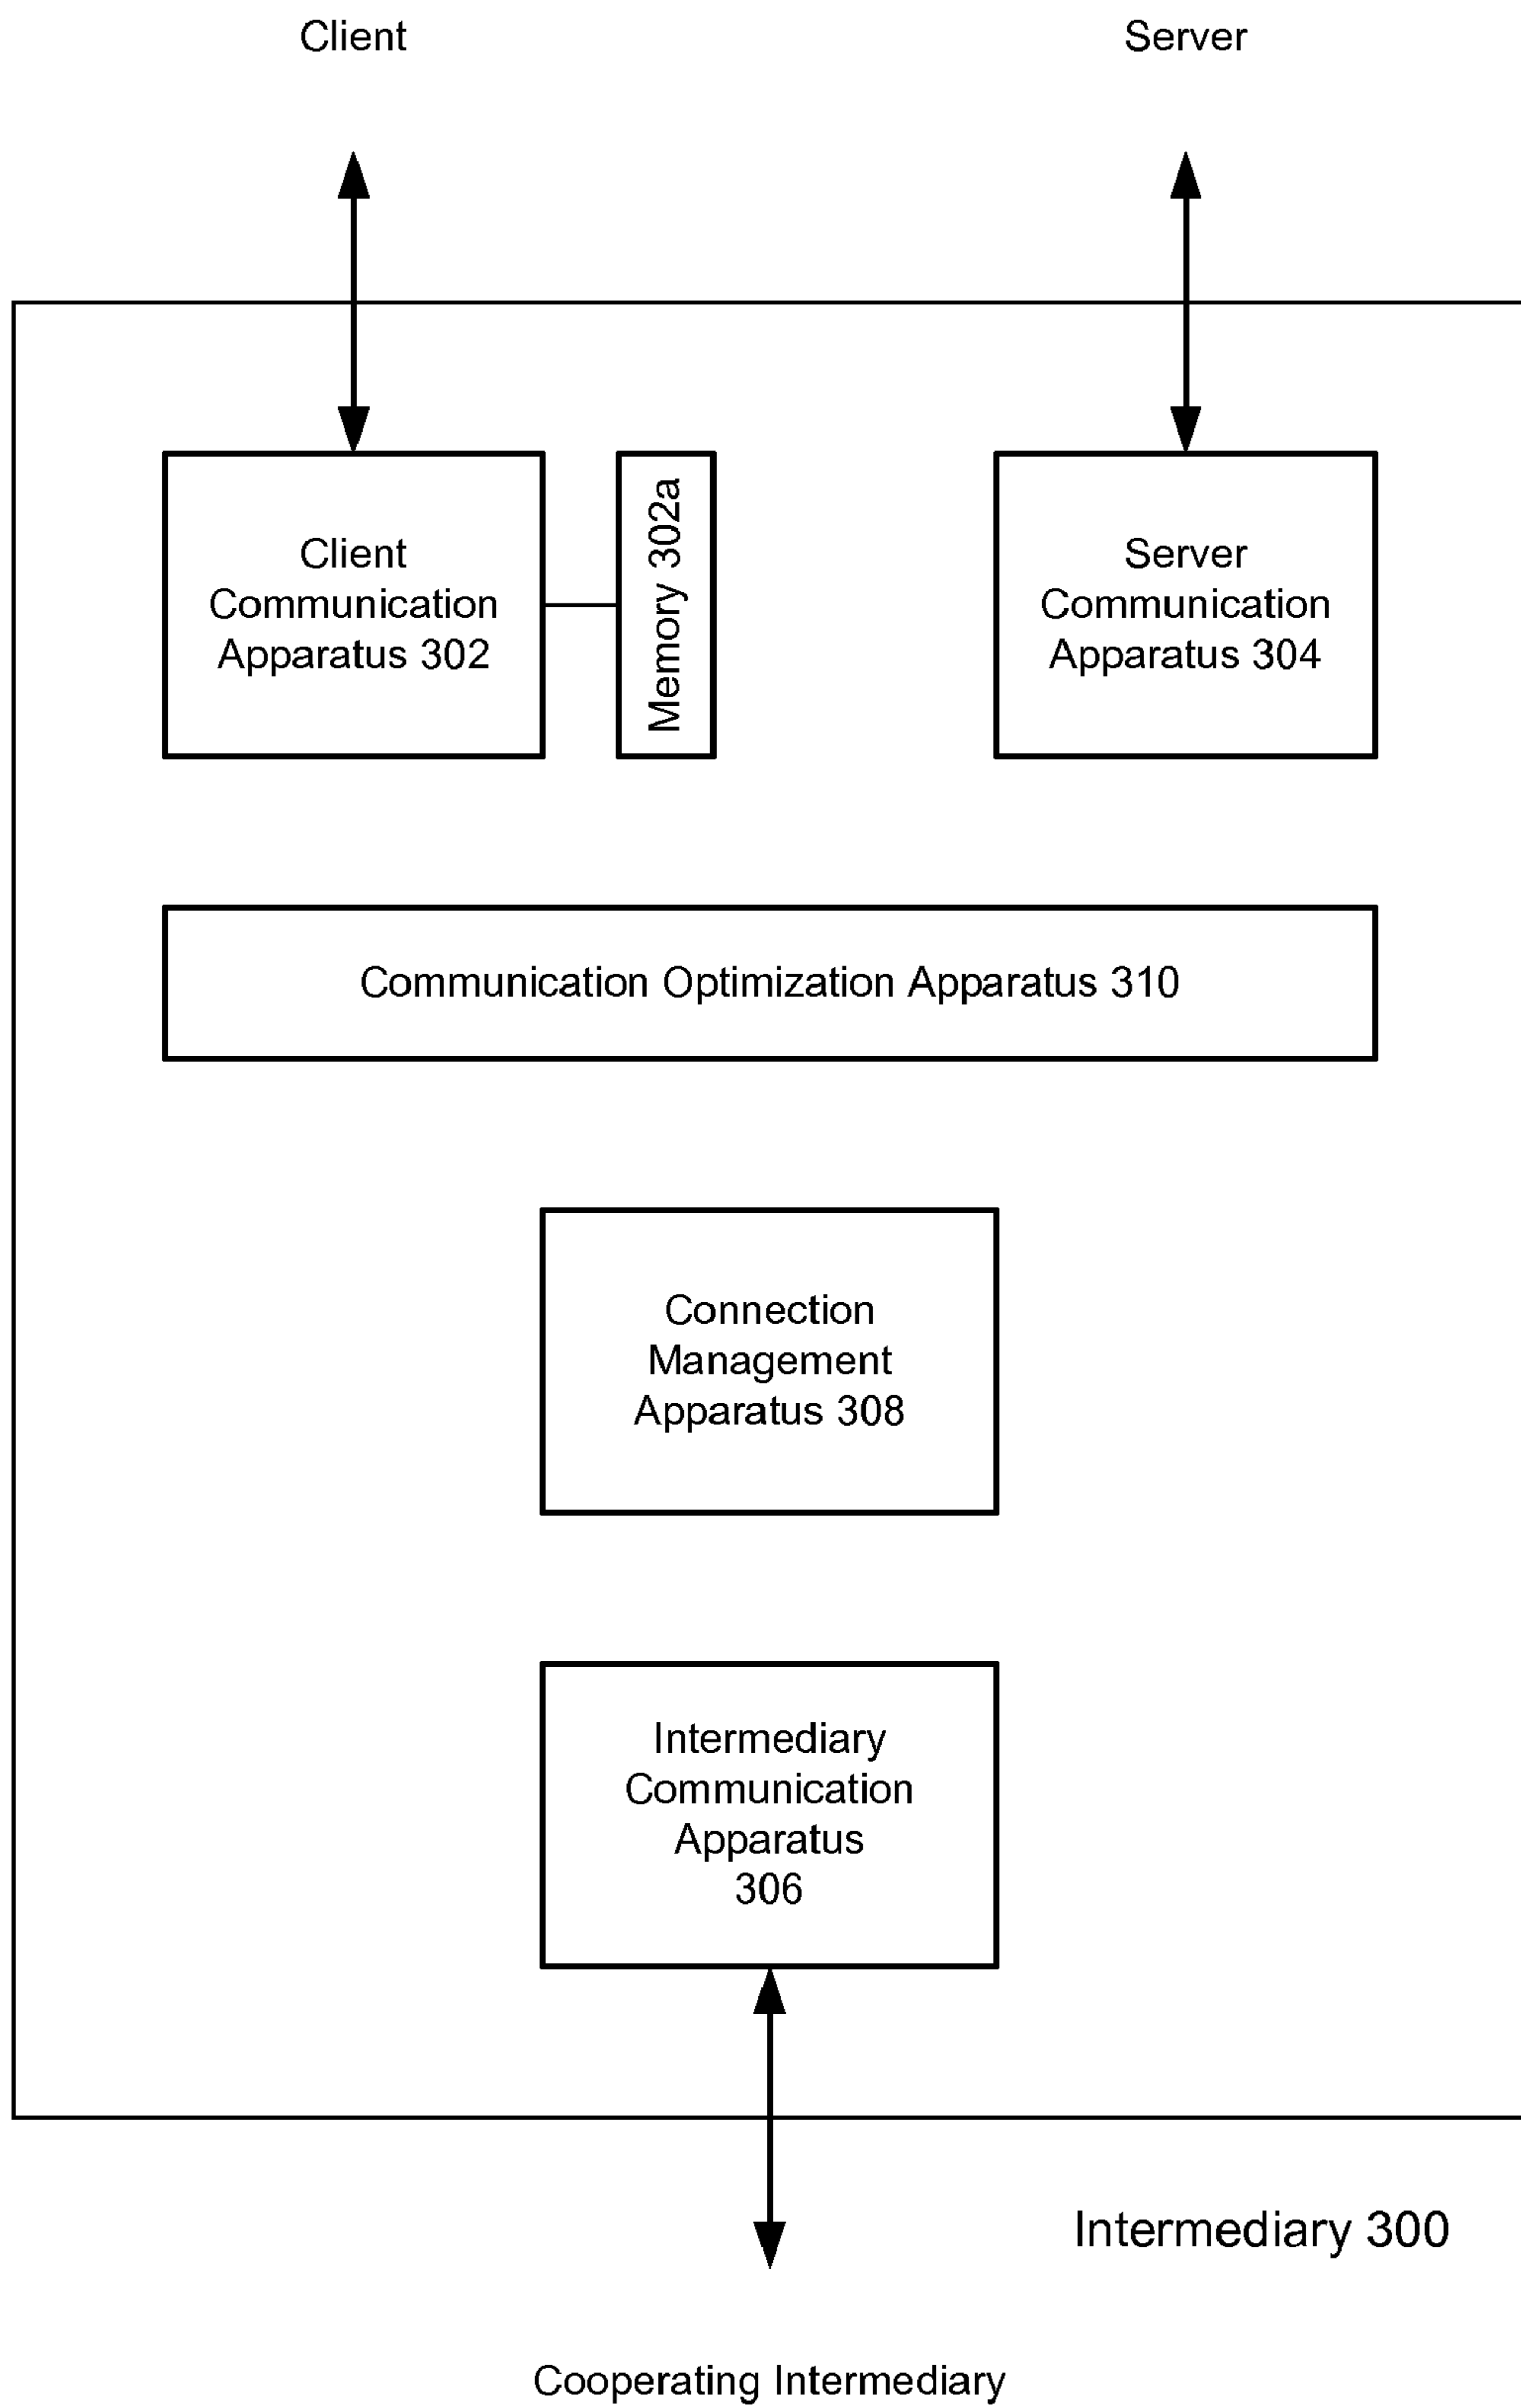 Client
Server
Client
Communication
Apparatus 302
Memory 302a
Server
Communication
Apparatus 304
Communication Optimization Apparatus 310
Connection
Management
Apparatus 308
Intermediary
Communication
Apparatus
306
Intermediary 300
Cooperating Intermediary